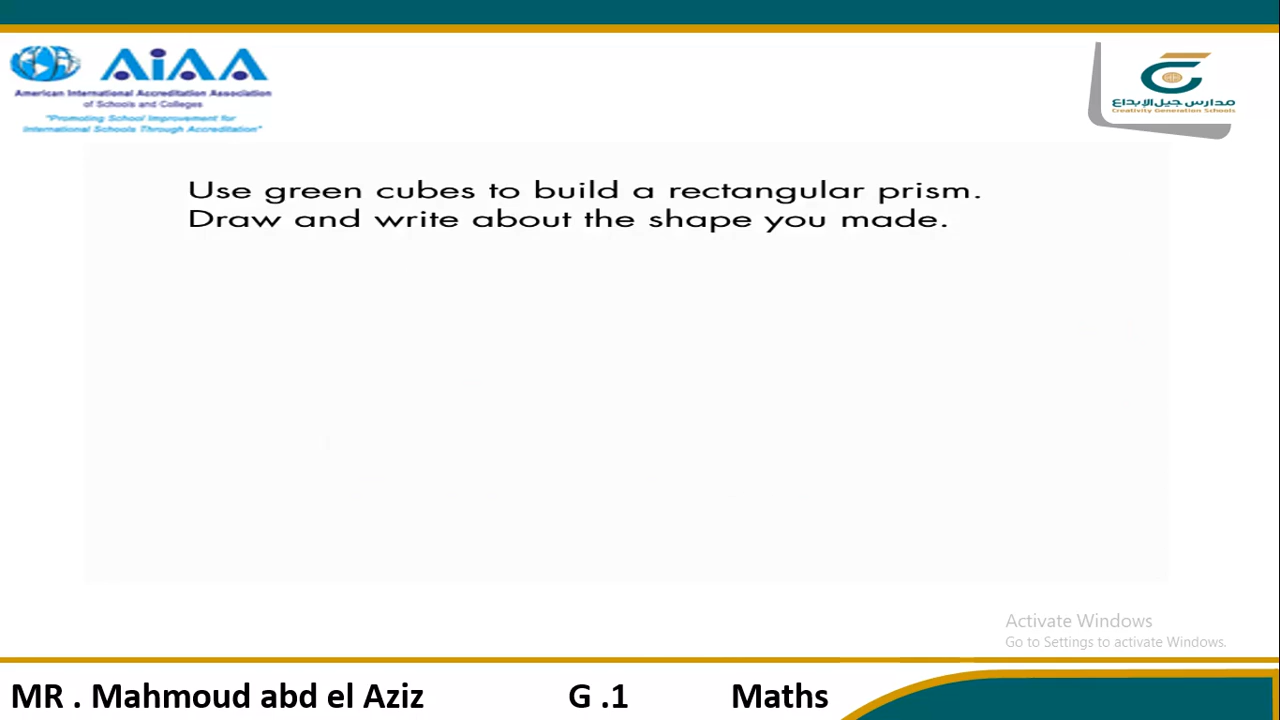 AiAA
American International Accreditation Association
of Schools and Colleges
"Promoting School Improvement for
International Schools Through Accreditation"
مدارس جيل الإبداع
Creativity Generation Schools
Use green cubes to build a rectangular prism.
Draw and write about the shape you made.
Activate Windows
Go to Settings to activate Windows.
MR . Mahmoud abd el Aziz G .1 Maths